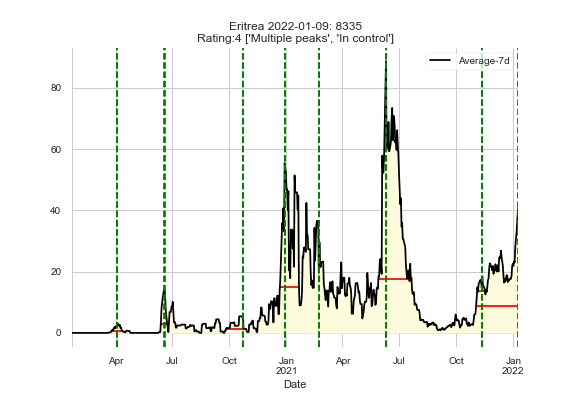 Eritrea 2022-01-09: 8335
Rating:4 ['Multiple peaks', 'In control']
Average-7d
80
60
40
20
0
Apr Jul Oct Jan Apr Jul Oct Jan
2021 2022
Date